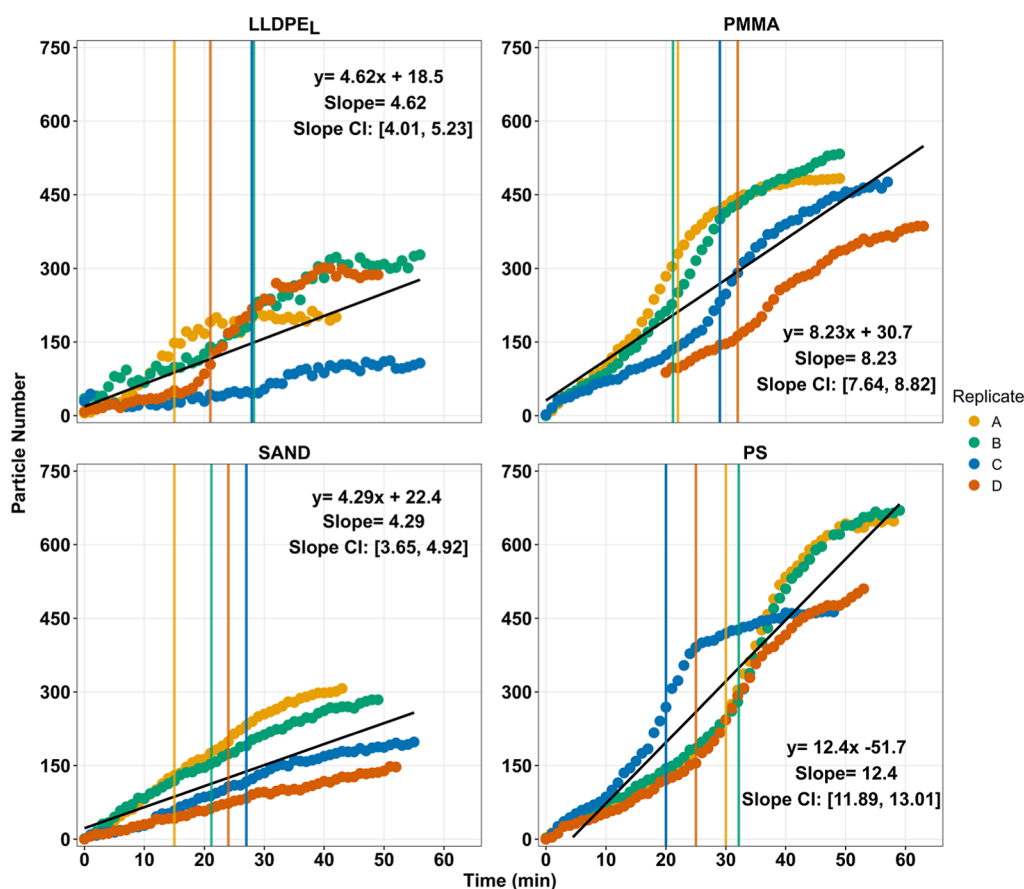 LLDPEL
PMMA
750
600
450
300
150
0
y= 4.62x + 18.5
Slope= 4.62
Slope CI: [4.01, 5.23]
750
600
450
300
150
0
y= 8.23x + 30.7
Slope= 8.23
Slope CI: [7.64, 8.82]
Particle Number
Replicate
A
B
C
D
SAND
PS
750
600
450
300
150
0
y= 4.29x + 22.4
Slope= 4.29
Slope CI: [3.65, 4.92]
750
600
450
300
150
0
y= 12.4x -51.7
Slope= 12.4
Slope CI: [11.89, 13.01]
0 10 20 30 40 50 60
0 10 20 30 40 50 60
Time (min)